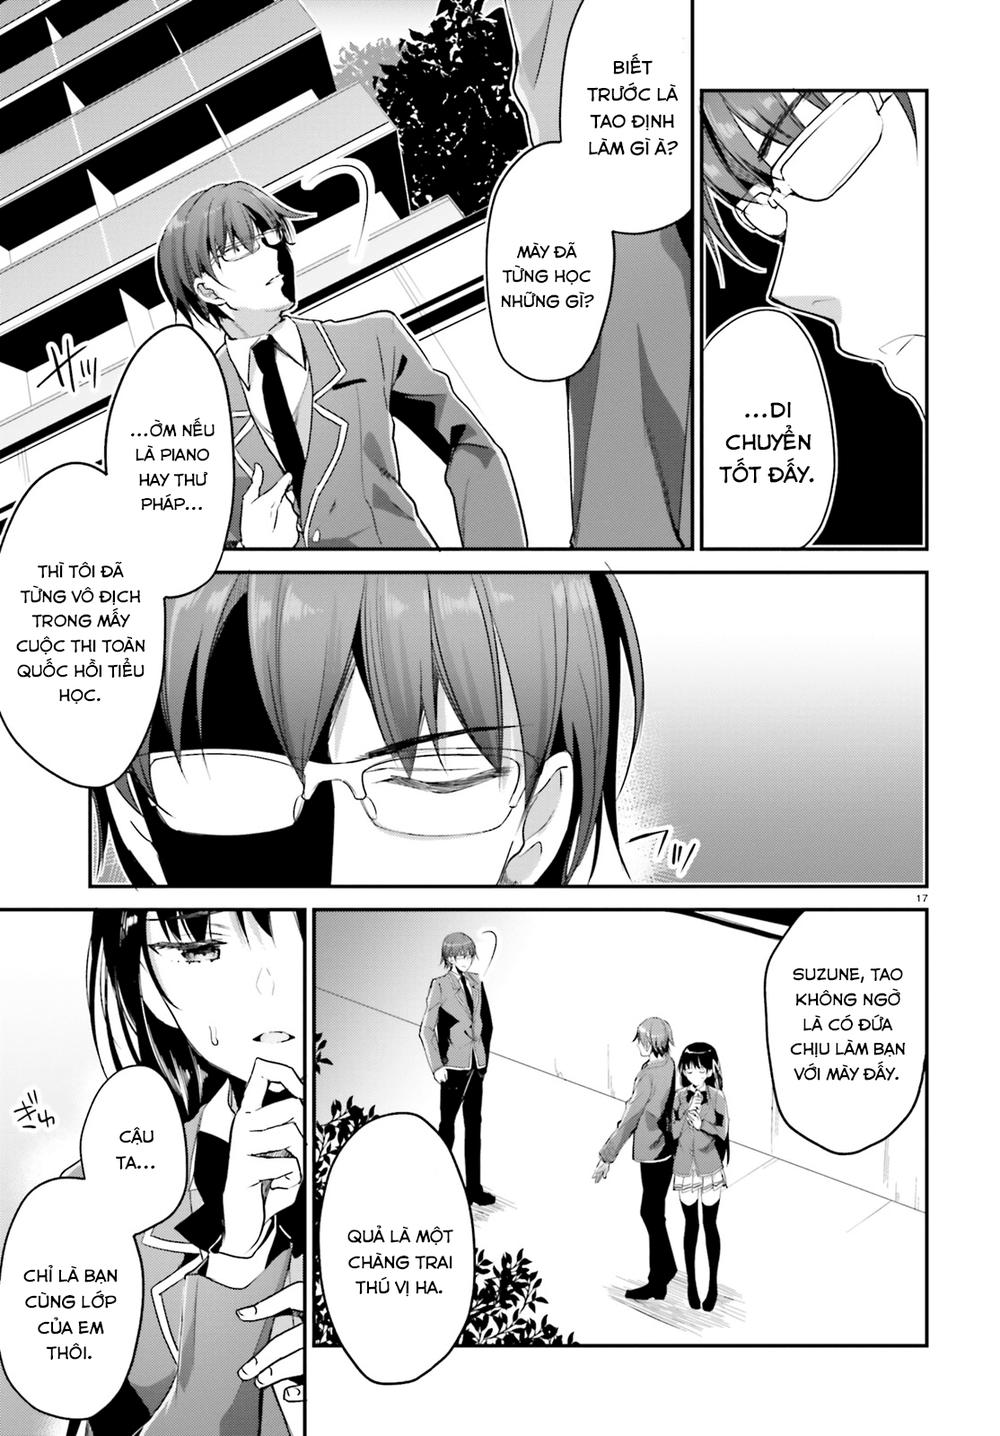 ...DI
CHUYỂN
TỐT ĐẤY.
BIẾT
TRƯỚC LÀ
TAO ĐỊNH
LÀM GÌ À?
MÀY ĐÃ
TỪNG HỌC
NHỮNG GÌ?
...ỜM NẾU
LÀ PIANO
HAY THƯ
PHÁP...
THÌ TÔI ĐÃ
TỪNG VÔ ĐỊCH
TRONG MẤY
CUỘC THI TOÀN
QUỐC HỒI TIỂU
HỌC.
17
SUZUNE, TAO
KHÔNG NGỜ
LÀ CÓ ĐỨA
CHỊU LÀM BẠN
VỚI MÀY ĐẤY.
QUẢ LÀ MỘT
CHÀNG TRAI
THÚ VỊ HA.
CẬU
TA...
ぎゅ
CHỈ LÀ BẠN
CÙNG LỚP
CỦA EM
THÔI.